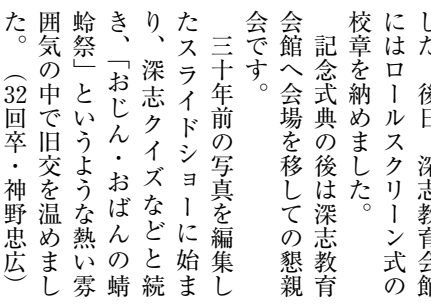 した。後日、深志教育会館
にはロールスクリーン式の
校章を納めました。
記念式典の後は深志教育
会館へ会場を移しての懇親
会です。
三十年前の写真を編集し
たスライドショーに始ま
り、深志クイズなどと続
き、「おじん・おばんの蜻
蛉祭」というような熱い雰
囲気の中で旧交を温めまし
た。（32回卒・神野忠広）